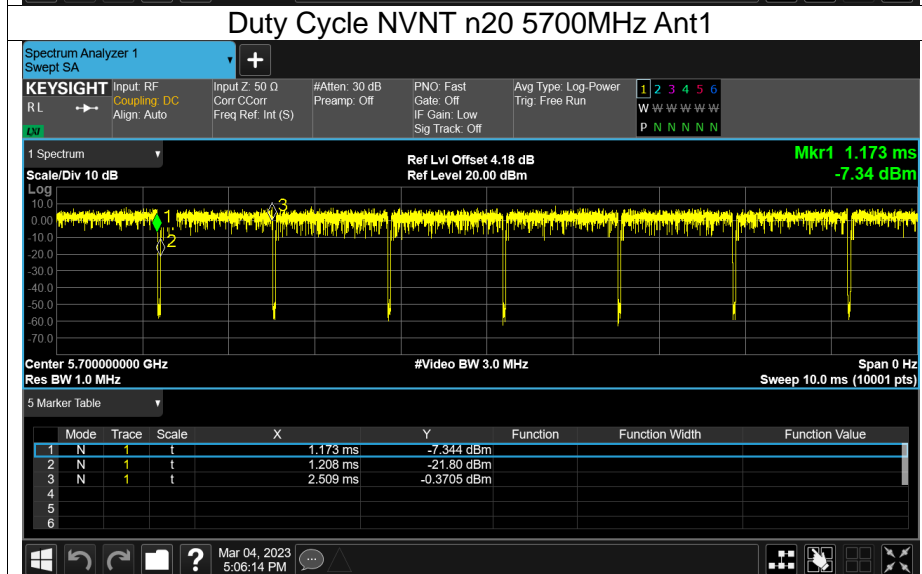 Duty Cycle NVNT n20 5700MHz Ant1
Spectrum Analyzer 1
Swept SA
+
KEYSIGHT Input: RF Input Z: 50 Ω #Atten: 30 dB PNO: Fast Avg Type: Log-Power 1 2 3 4 5 6
R L Coupling: DC Corr CCorr Preamp: Off Gate: Off Trig: Free Run W W W W W W
Align: Auto Freq Ref: Int (S) IF Gain: Low
LXI Sig Track: Off P N N N N N
1 Spectrum Ref Lvl Offset 4.18 dB Mkr1 1.173 ms
Scale/Div 10 dB Ref Level 20.00 dBm -7.34 dBm
Log
10.0
0.00
-10.0
-20.0
-30.0
-40.0
-50.0
-60.0
-70.0
1
2
3
Center 5.700000000 GHz #Video BW 3.0 MHz Span 0 Hz
Res BW 1.0 MHz Sweep 10.0 ms (10001 pts)
5 Marker Table
Mode Trace Scale X Y Function Function Width Function Value
1 N 1 t 1.173 ms -7.344 dBm
2 N 1 t 1.208 ms -21.80 dBm
3 N 1 t 2.509 ms -0.3705 dBm
4
5
6
? Mar 04, 2023
5:06:14 PM